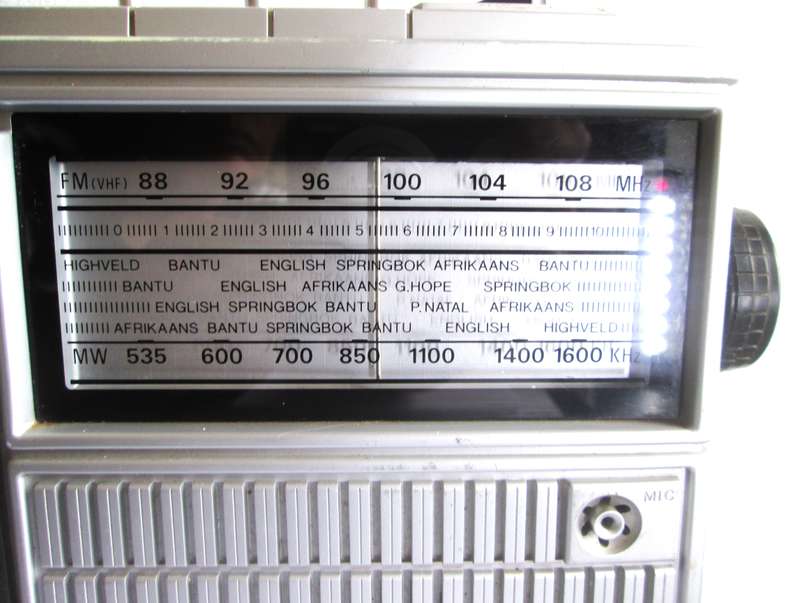 FM (VHF) 88 92 96 100 104 108 MHz
0 1 2 3 4 5 6 7 8 9 10
HIGHVELD BANTU ENGLISH SPRINGBOK AFRIKAANS BANTU
BANTU ENGLISH AFRIKAANS G.HOPE SPRINGBOK
ENGLISH SPRINGBOK BANTU P.NATAL AFRIKAANS
AFRIKAANS BANTU SPRINGBOK BANTU ENGLISH HIGHVELD
MW 535 600 700 850 1100 1400 1600 KHz
MIC